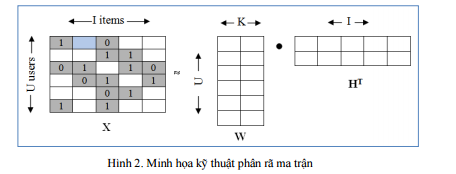 I items
K
I
U users
1 0
1 1
0 1 1 0
0 1 1
0 1
1 1
≈
U
•
Hᵀ
X
W
Hình 2. Minh họa kỹ thuật phân rã ma trận